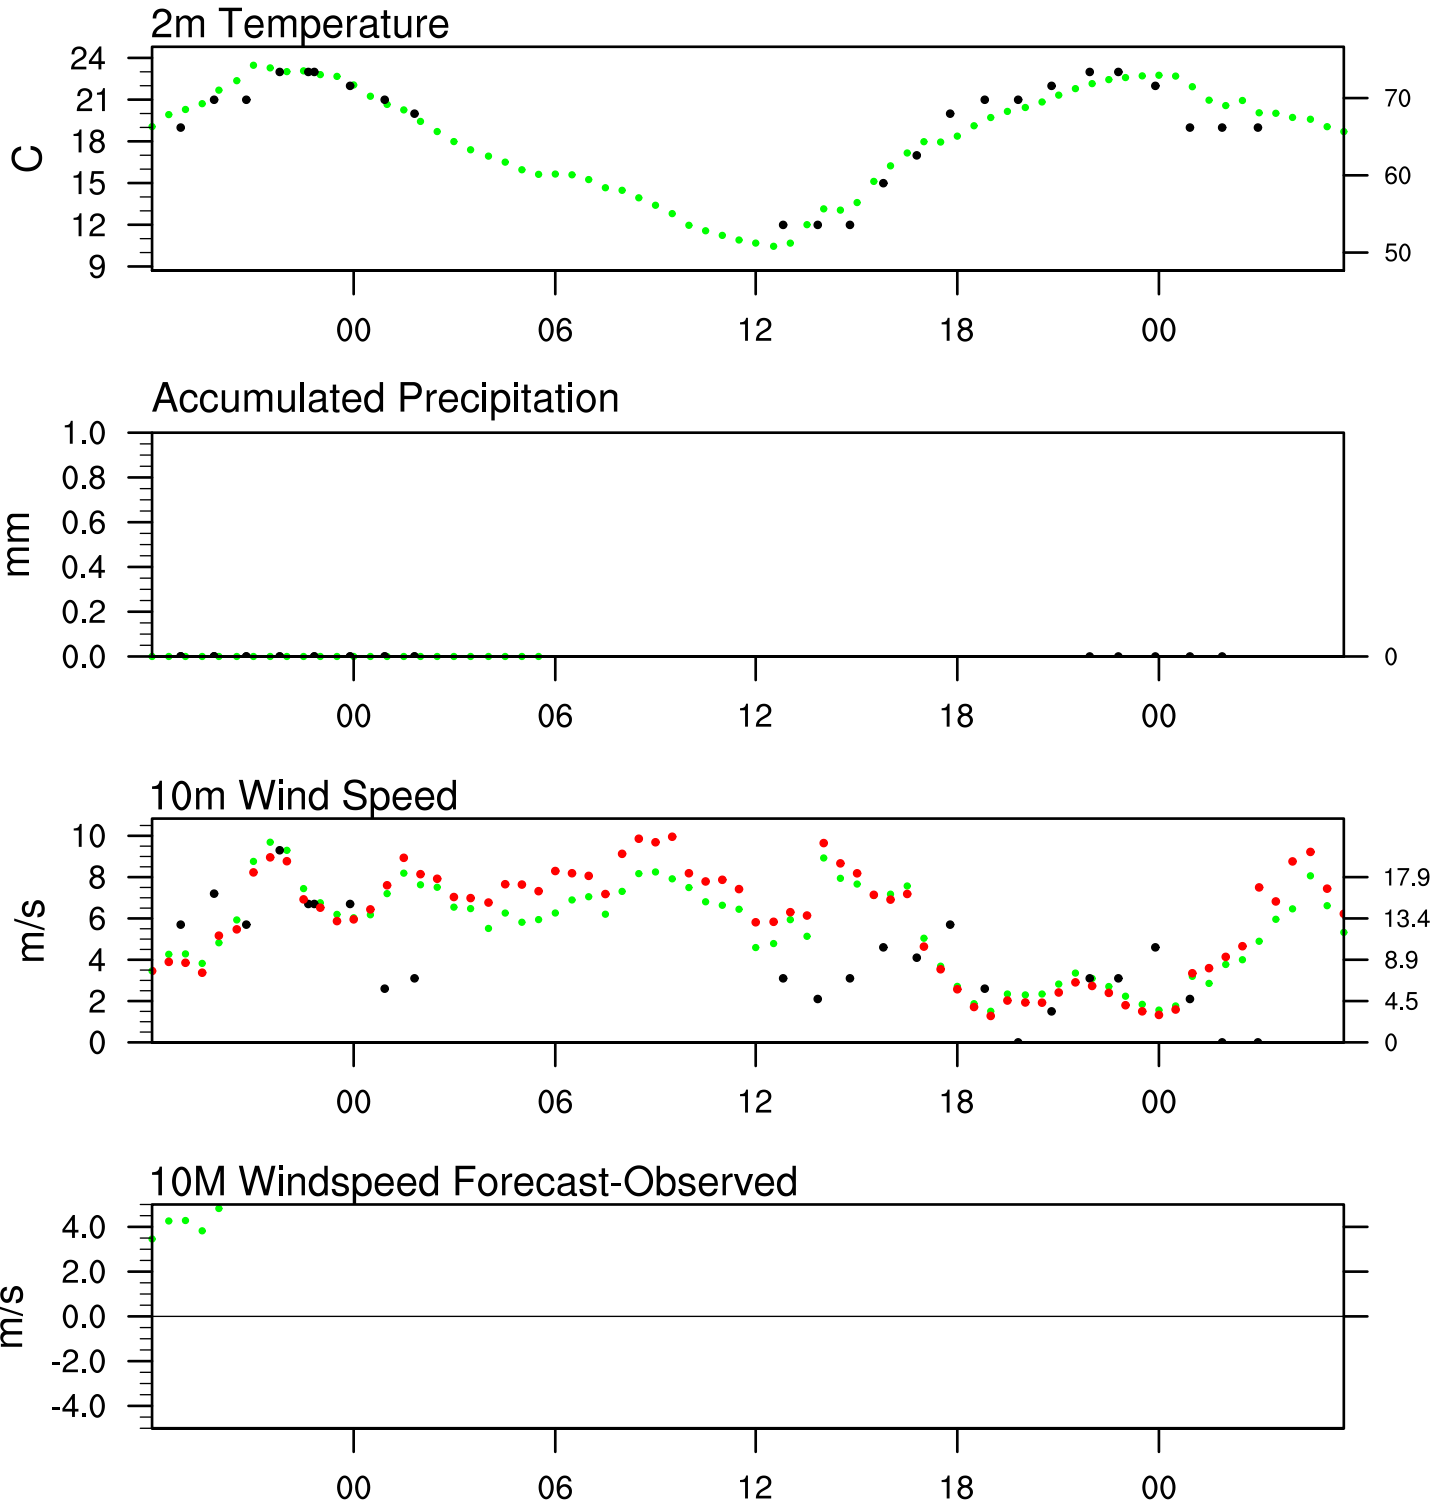 2m Temperature
24
21
18
15
12
9
C
70
60
50
00 06 12 18 00
Accumulated Precipitation
1.0
0.8
0.6
0.4
0.2
0.0
mm
0
00 06 12 18 00
10m Wind Speed
10
8
6
4
2
0
m/s
17.9
13.4
8.9
4.5
0
00 06 12 18 00
10M Windspeed Forecast-Observed
4.0
2.0
0.0
-2.0
-4.0
m/s
00 06 12 18 00